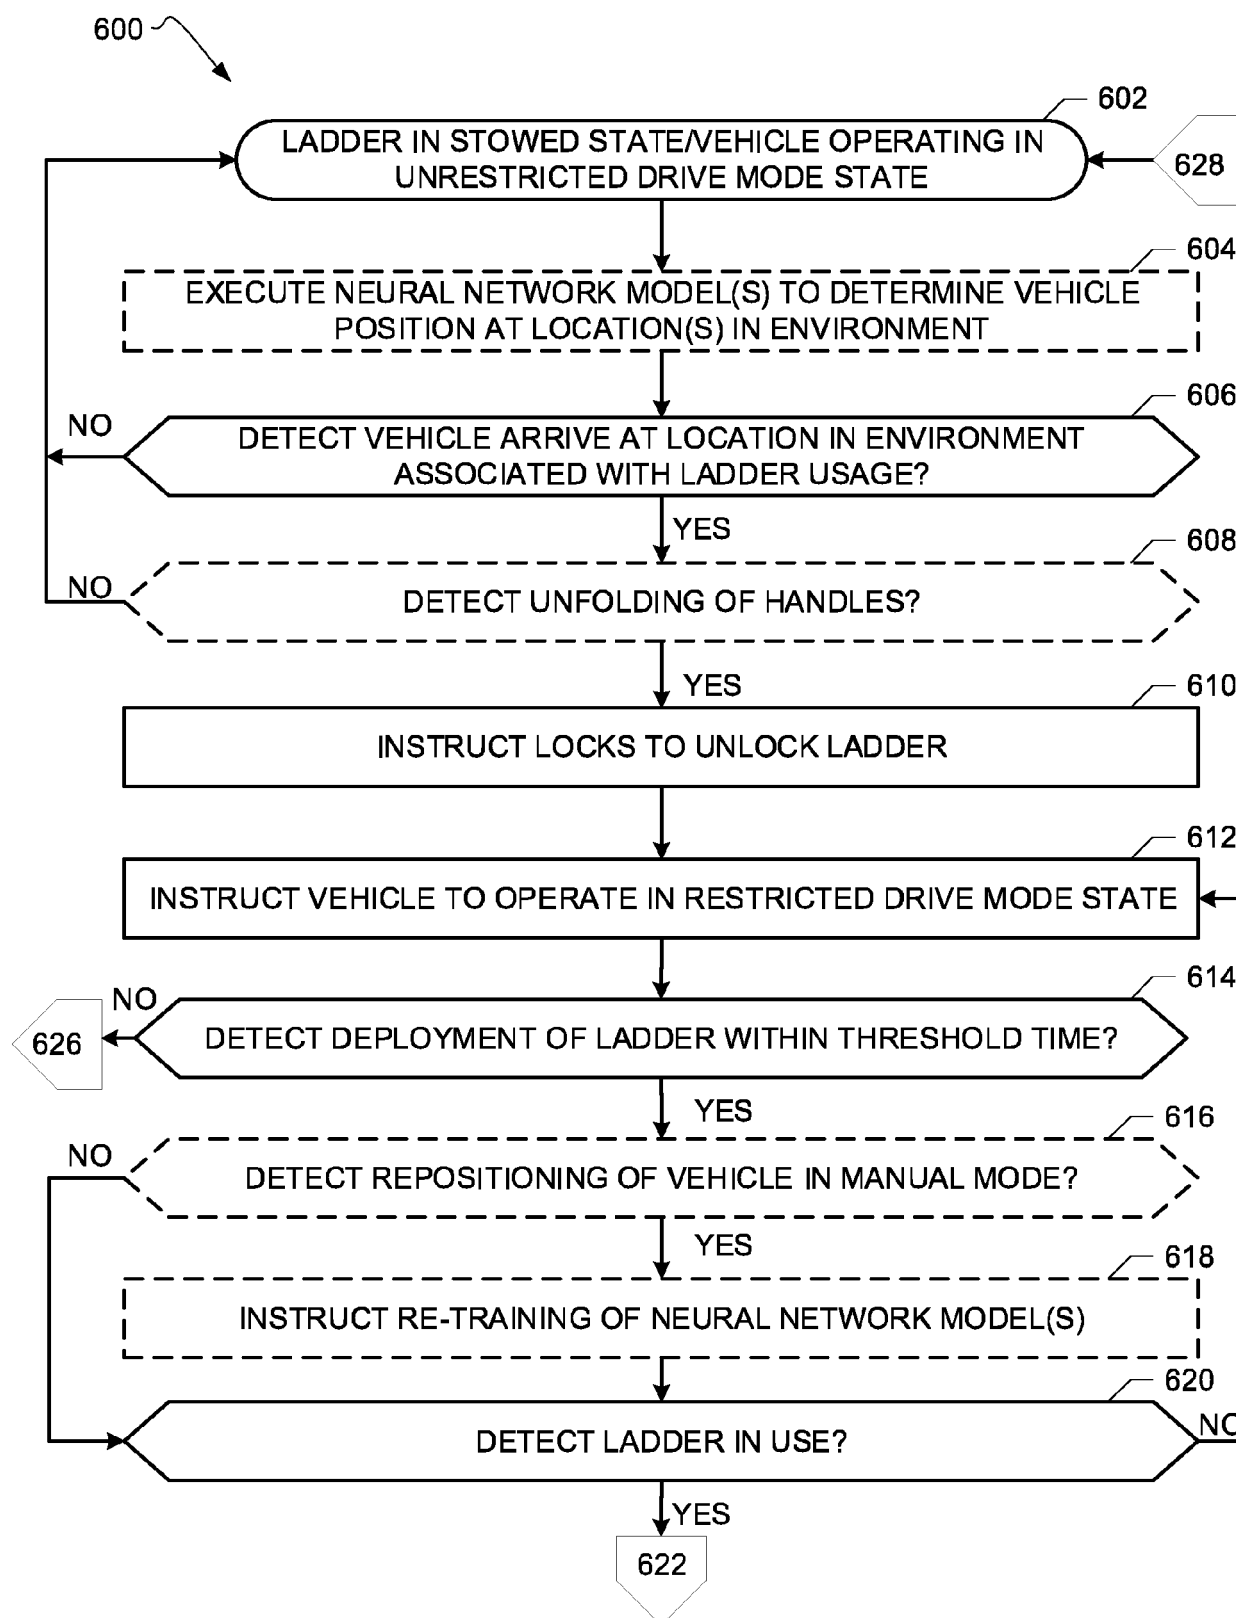 600
602
LADDER IN STOWED STATE/VEHICLE OPERATING IN
UNRESTRICTED DRIVE MODE STATE
628
604
EXECUTE NEURAL NETWORK MODEL(S) TO DETERMINE VEHICLE
POSITION AT LOCATION(S) IN ENVIRONMENT
606
NO
DETECT VEHICLE ARRIVE AT LOCATION IN ENVIRONMENT
ASSOCIATED WITH LADDER USAGE?
YES
608
NO
DETECT UNFOLDING OF HANDLES?
YES
610
INSTRUCT LOCKS TO UNLOCK LADDER
612
INSTRUCT VEHICLE TO OPERATE IN RESTRICTED DRIVE MODE STATE
614
NO
626
DETECT DEPLOYMENT OF LADDER WITHIN THRESHOLD TIME?
YES
616
NO
DETECT REPOSITIONING OF VEHICLE IN MANUAL MODE?
YES
618
INSTRUCT RE-TRAINING OF NEURAL NETWORK MODEL(S)
620
DETECT LADDER IN USE?
NO
YES
622